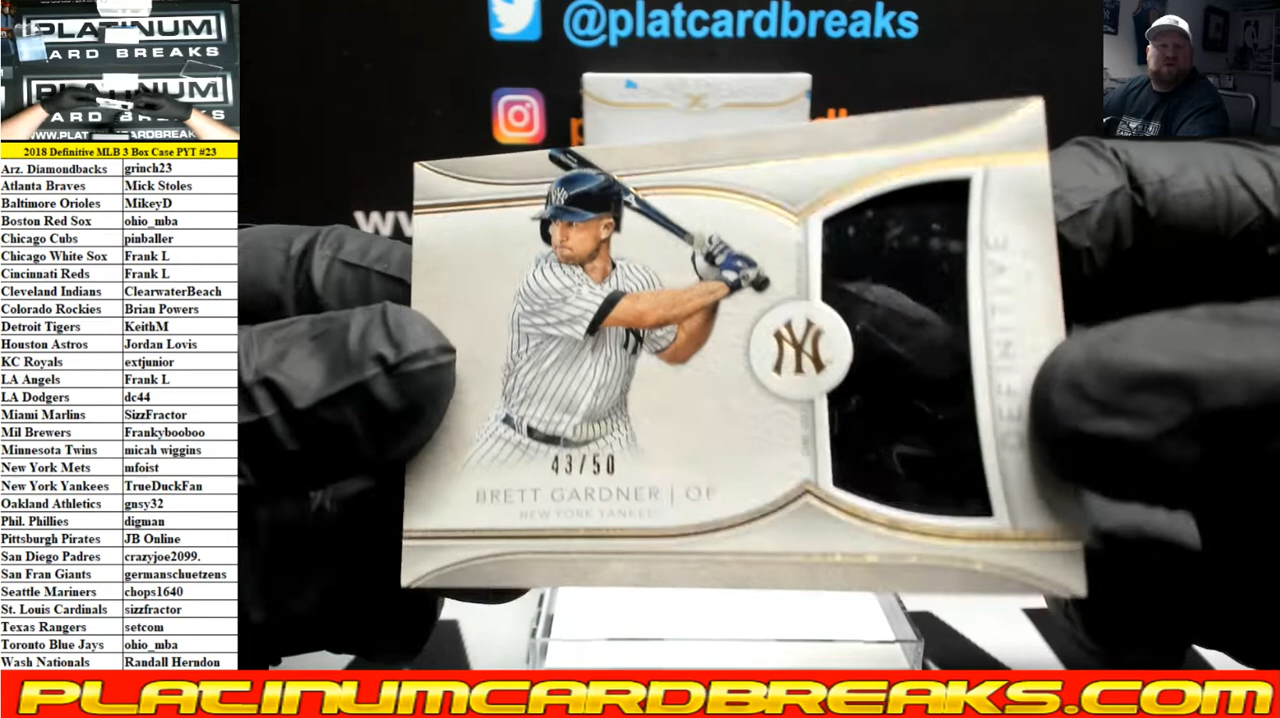 PLATINUM
CARD BREAKS
PLATINUM
CARD BREAKS
WWW.PLATINUMCARDBREAKS
@platcardbreaks
2018 Definitive MLB 3 Box Case PYT #23
Arz. Diamondbacks grinch23
Atlanta Braves Mick Stoles
Baltimore Orioles MikeyD
Boston Red Sox ohio_mba
Chicago Cubs pinballer
Chicago White Sox Frank L
Cincinnati Reds Frank L
Cleveland Indians ClearwaterBeach
Colorado Rockies Brian Powers
Detroit Tigers KeithM
Houston Astros Jordan Lovis
KC Royals extjunior
LA Angels Frank L
LA Dodgers dc44
Miami Marlins SizzFractor
Mil Brewers Frankybooboo
Minnesota Twins micah wiggins
New York Mets mfoist
New York Yankees TrueDuckFan
Oakland Athletics gnsy32
Phil. Phillies digman
Pittsburgh Pirates JB Online
San Diego Padres crazyjoe2099.
San Fran Giants germanschuetzens
Seattle Mariners chops1640
St. Louis Cardinals sizzfractor
Texas Rangers setcom
Toronto Blue Jays ohio_mba
Wash Nationals Randall Herndon
NY
43/50
BRETT GARDNER | OF
NEW YORK YANKEES
DEFINITIVE
PLATINUMCARDBREAKS.COM